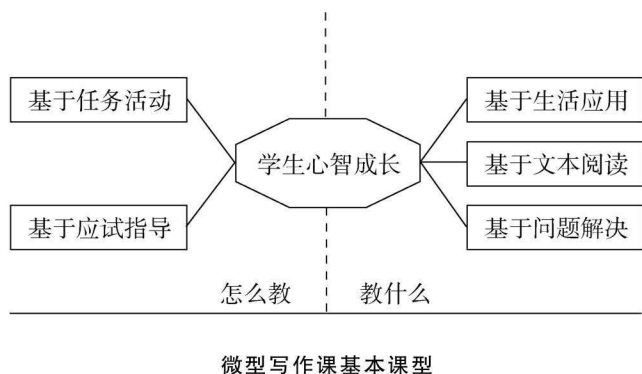 基于任务活动
基于应试指导
学生心智成长
基于生活应用
基于文本阅读
基于问题解决
怎么教
教什么
微型写作课基本课型